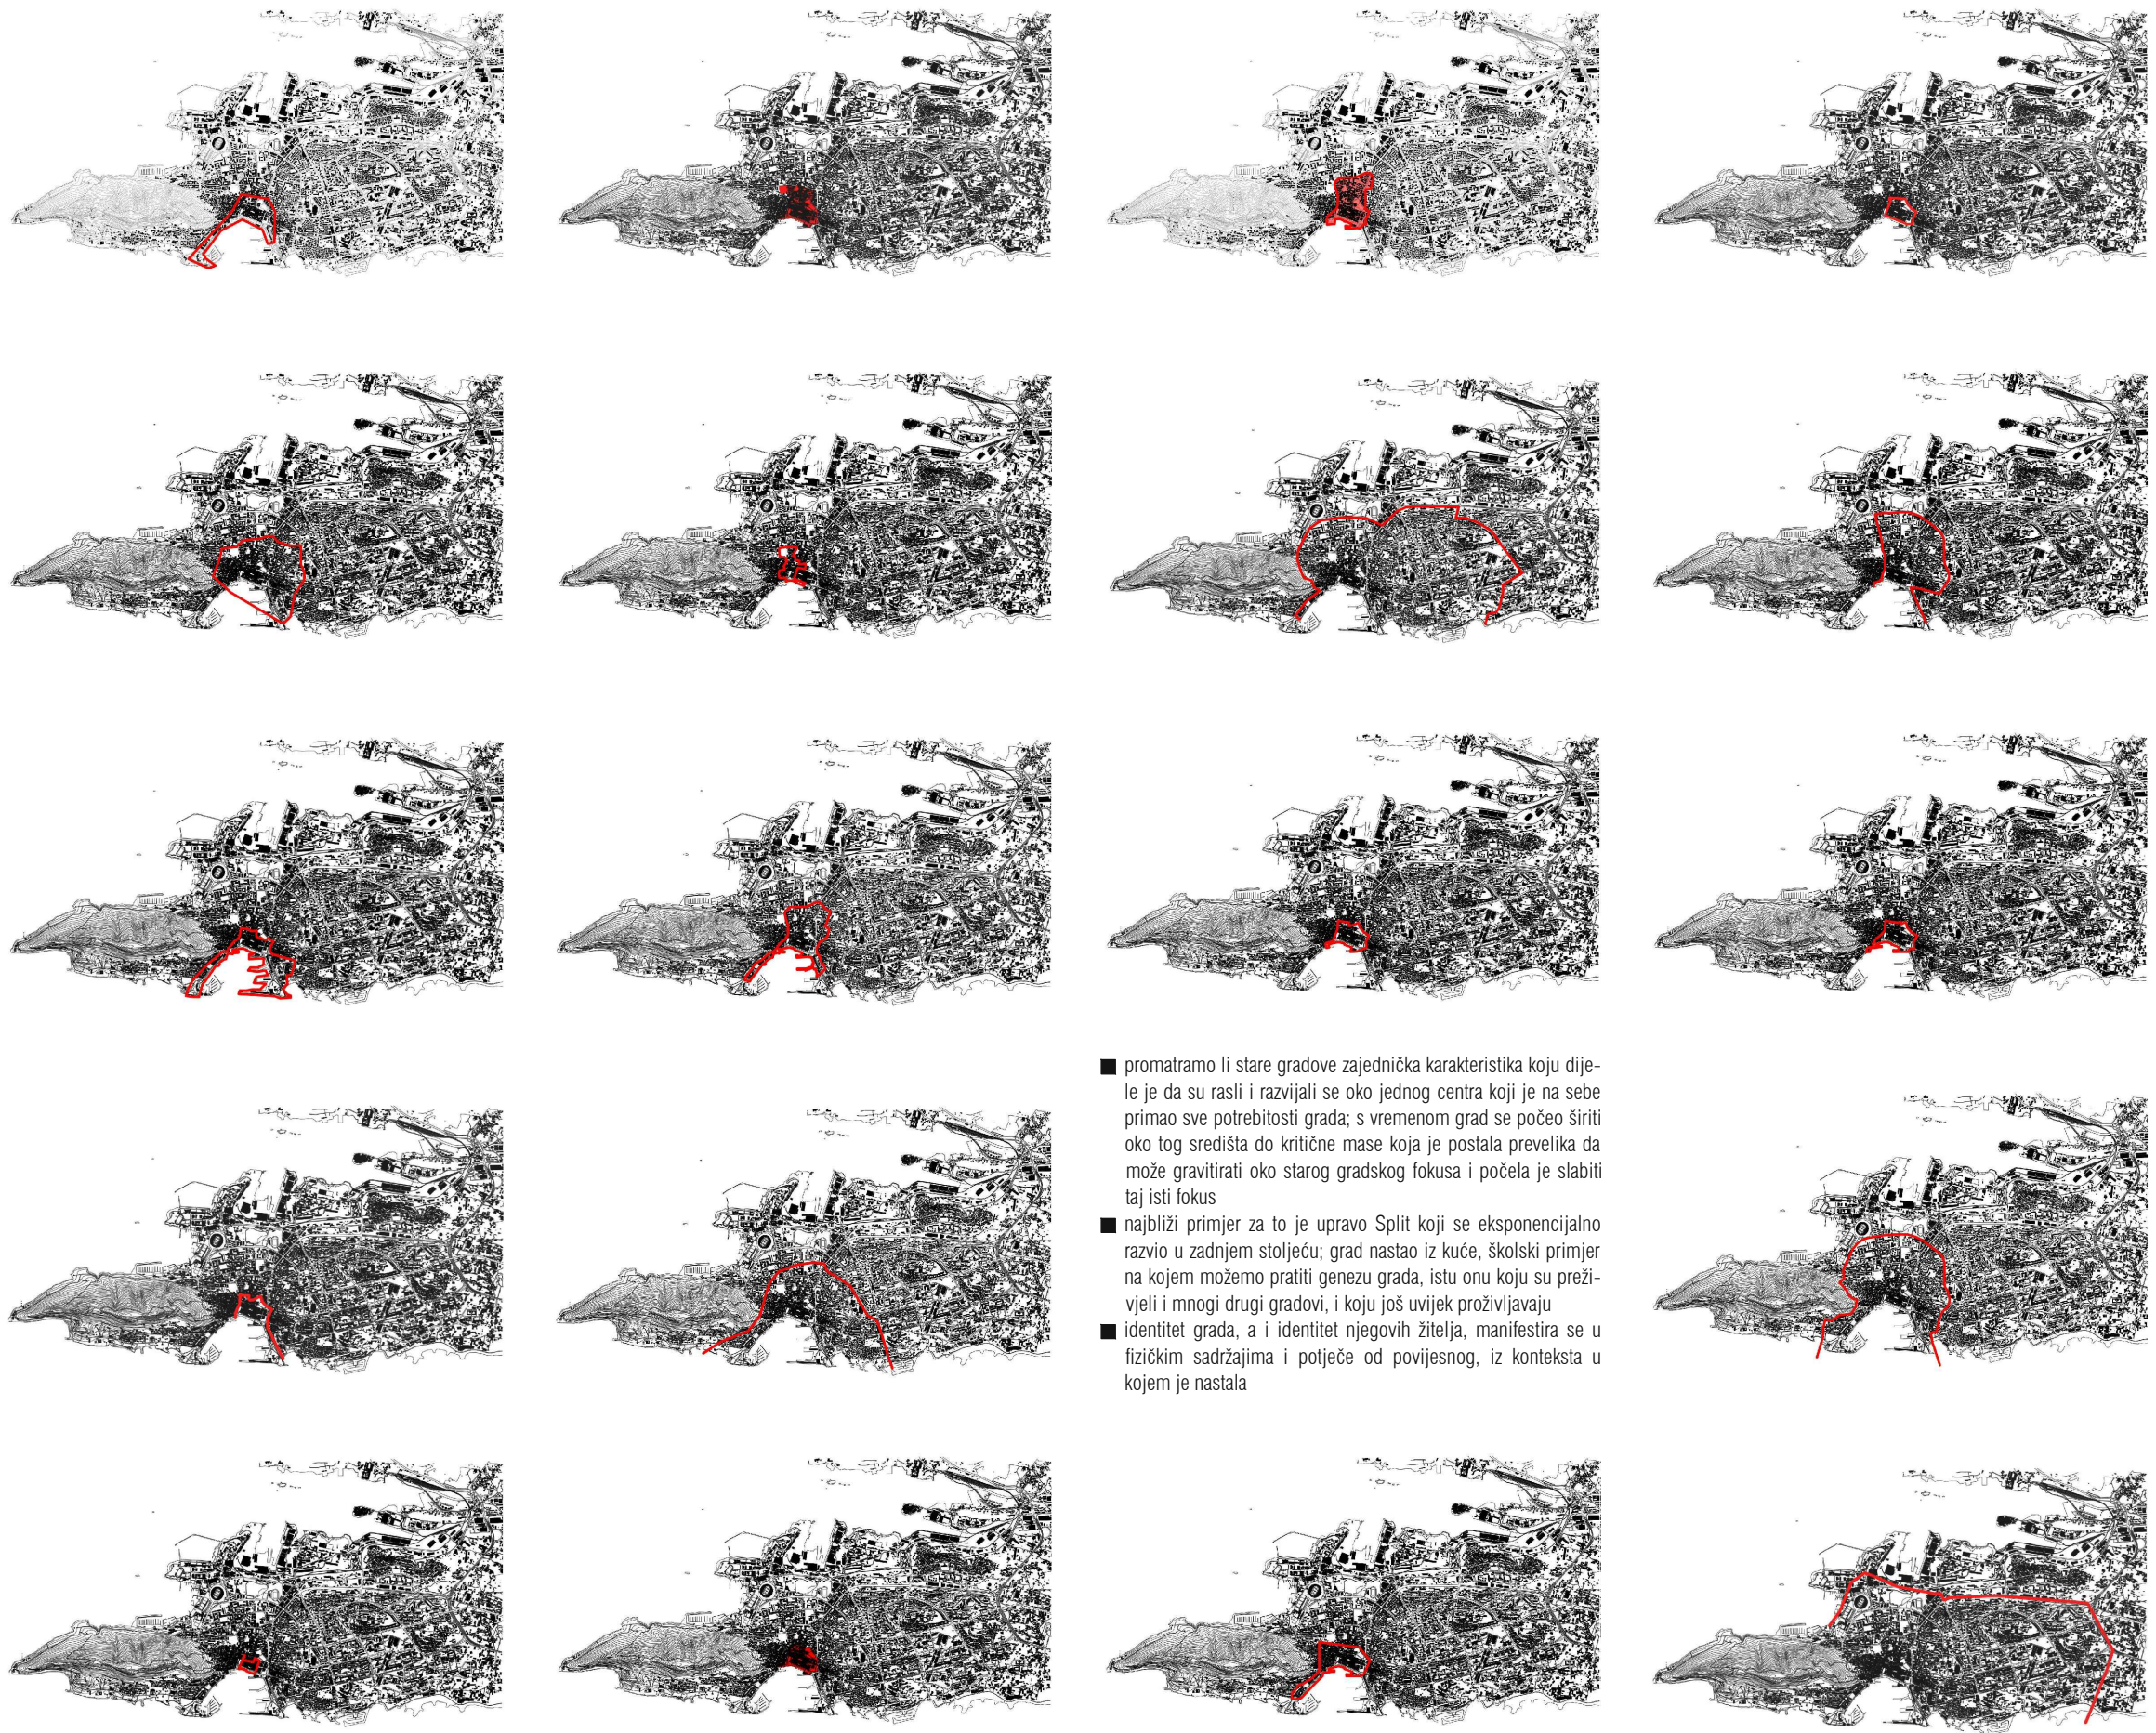 ■ promatramo li stare gradove zajednička karakteristika koju dije-
le je da su rasli i razvijali se oko jednog centra koji je na sebe
primao sve potrebitosti grada; s vremenom grad se počeo širiti
oko tog središta do kritične mase koja je postala prevelika da
može gravitirati oko starog gradskog fokusa i počela je slabiti
taj isti fokus
■ najbliži primjer za to je upravo Split koji se eksponencijalno
razvio u zadnjem stoljeću; grad nastao iz kuće, školski primjer
na kojem možemo pratiti genezu grada, istu onu koju su preži-
vjeli i mnogi drugi gradovi, i koju još uvijek proživljavaju
■ identitet grada, a i identitet njegovih žitelja, manifestira se u
fizičkim sadržajima i potječe od povijesnog, iz konteksta u
kojem je nastala